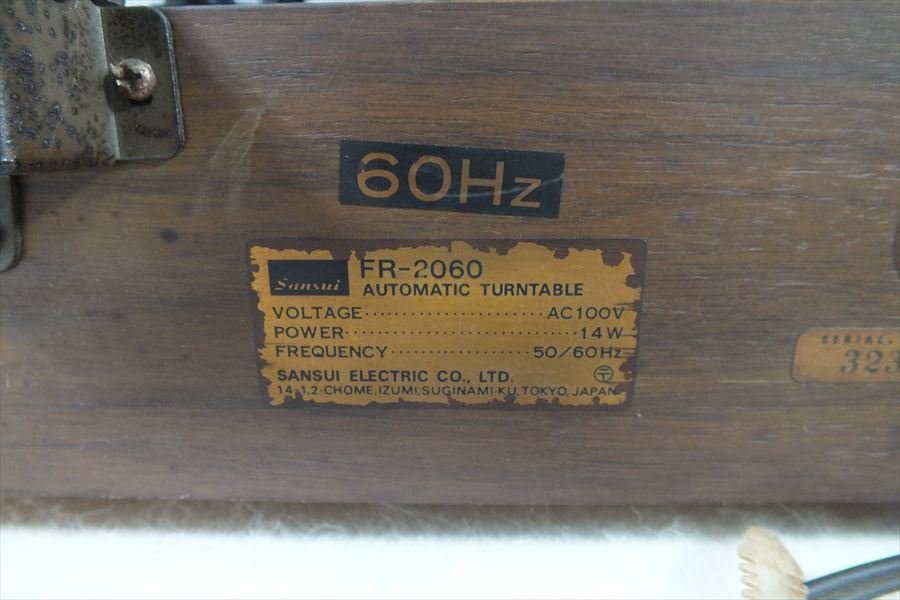 60Hz
Sansui FR-2060
AUTOMATIC TURNTABLE
VOLTAGE······················AC100V
POWER···························14W
FREQUENCY··················50/60Hz
SANSUI ELECTRIC CO., LTD. 〒
14-1,2-CHOME,IZUMI,SUGINAMI-KU,TOKYO,JAPAN
SERIAL.
323